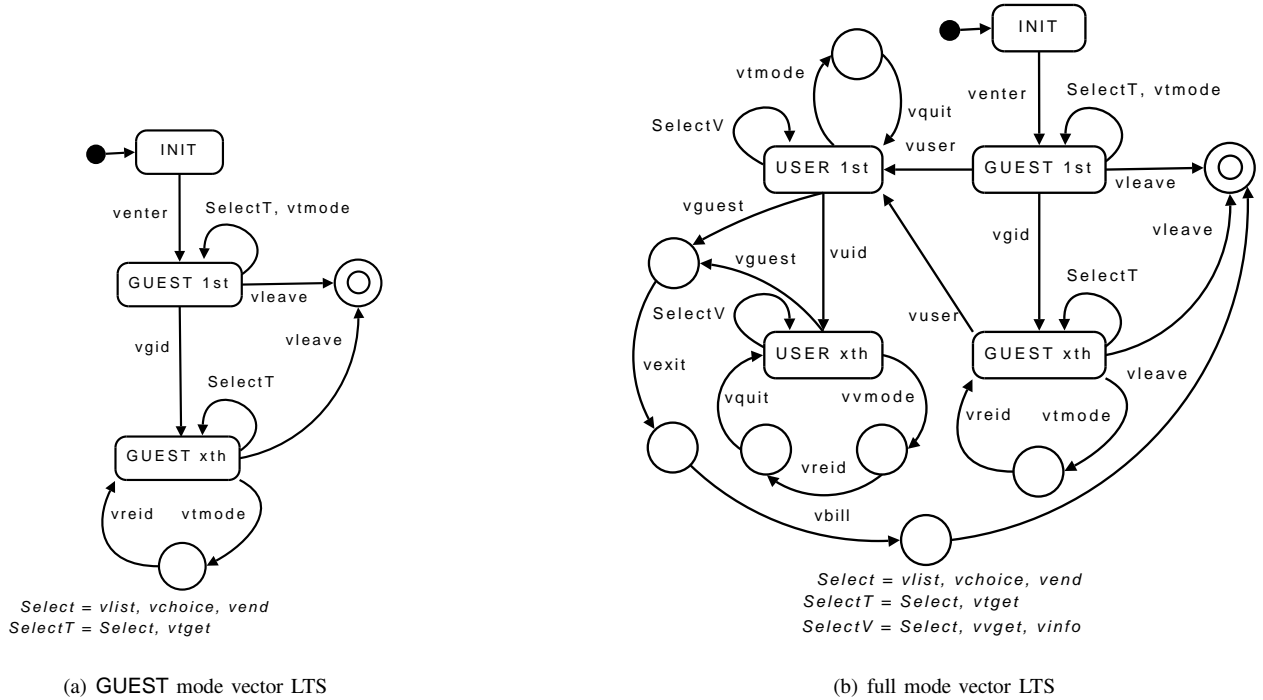 INIT
venter
SelectT, vtmode
GUEST 1st
vleave
vgid
vleave
SelectT
GUEST xth
vreid
vtmode
Select = vlist, vchoice, vend
SelectT = Select, vtget
(a) GUEST mode vector LTS
INIT
vtmode
venter
SelectT, vtmode
SelectV
vquit
vuser
USER 1st
GUEST 1st
vleave
vguest
vgid
vleave
vguest
vuid
SelectT
SelectV
vuser
USER xth
GUEST xth
vexit
vleave
vquit
vvmode
vreid
vtmode
vreid
vbill
Select = vlist, vchoice, vend
SelectT = Select, vtget
SelectV = Select, vvget, vinfo
(b) full mode vector LTS